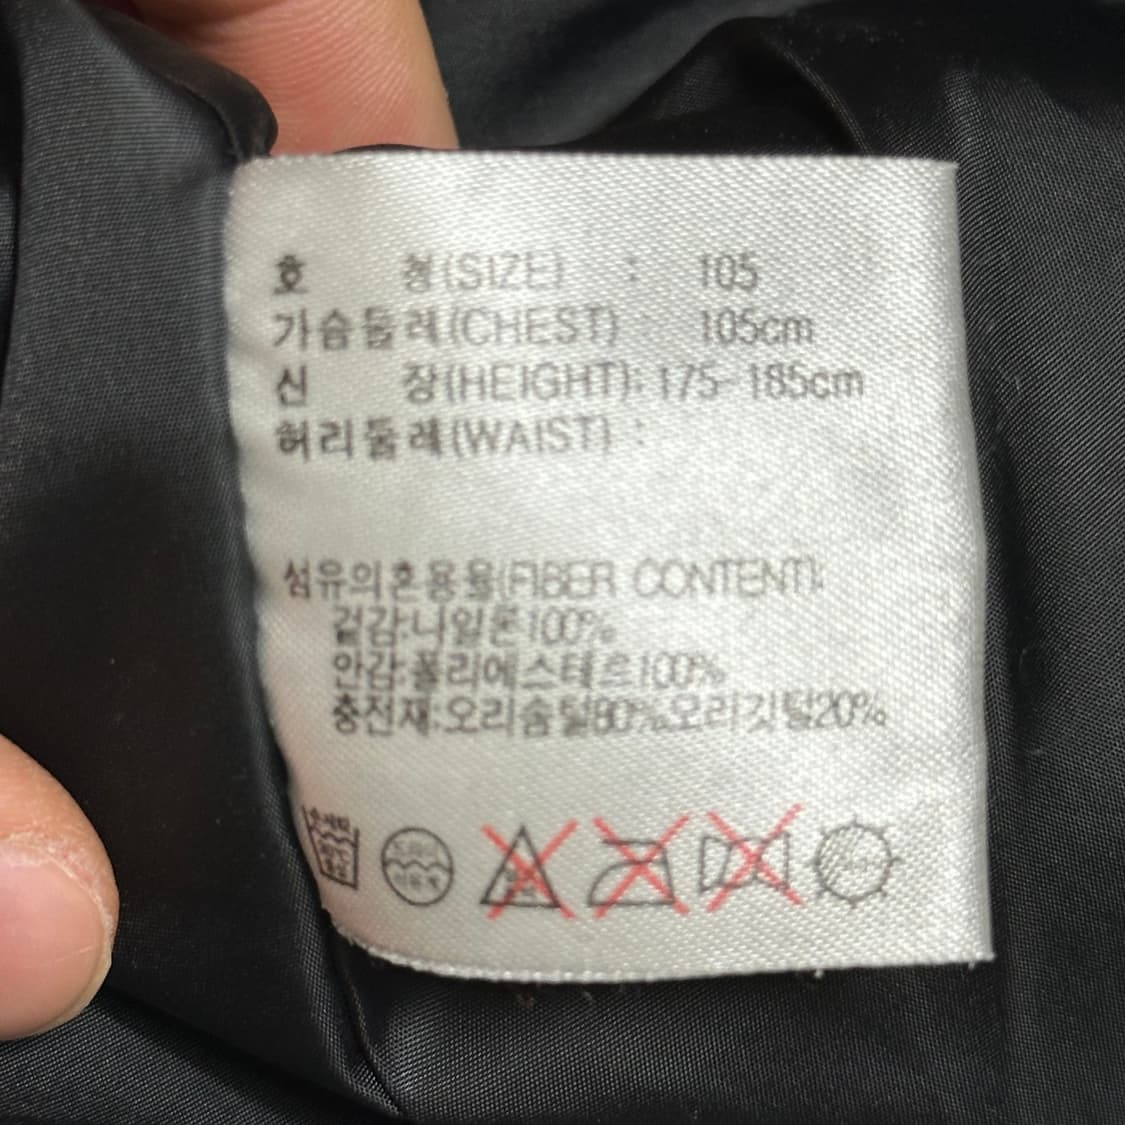 호 칭(SIZE) : 105
가슴둘레(CHEST) 105cm
신 장(HEIGHT): 175-185cm
허리둘레(WAIST) :
섬유의혼용율(FIBER CONTENT):
겉감:나일론100%
안감:폴리에스테르100%
충전재:오리솜털80%오리깃털20%